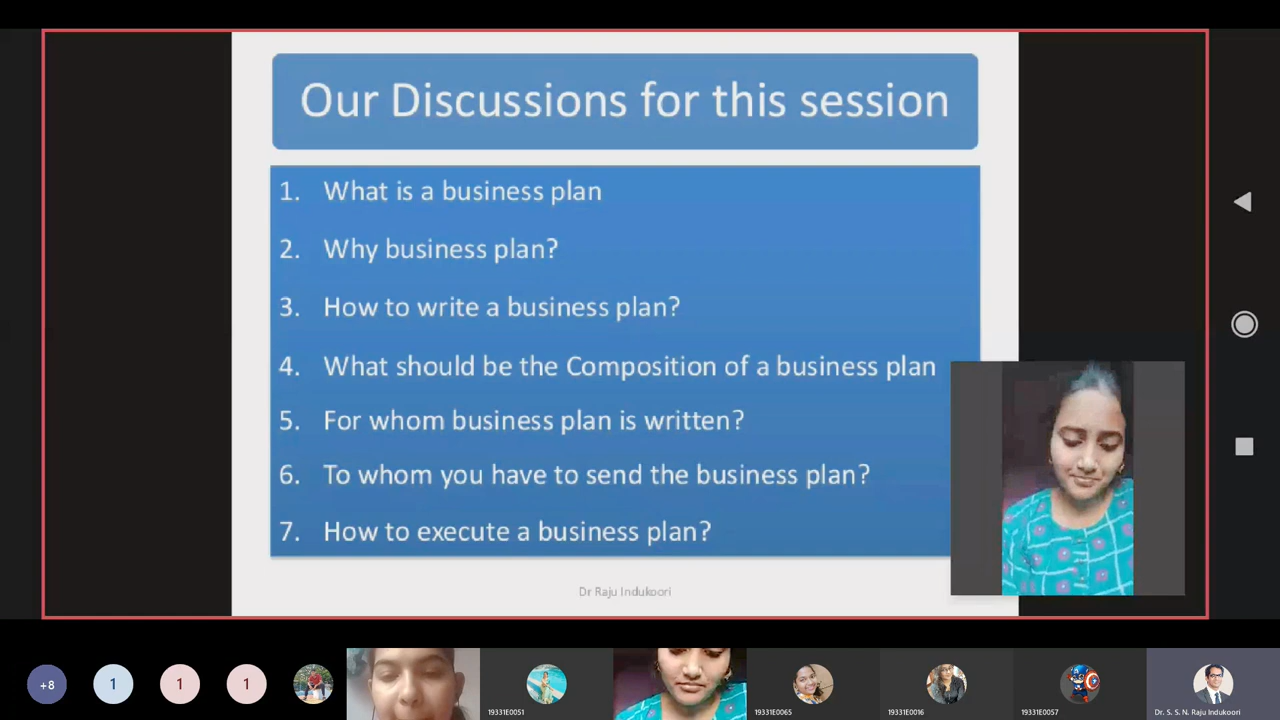 Our Discussions for this session
1. What is a business plan
2. Why business plan?
3. How to write a business plan?
4. What should be the Composition of a business plan
5. For whom business plan is written?
6. To whom you have to send the business plan?
7. How to execute a business plan?
Dr Raju Indukoori
+8
1
1
1
19331E0051
19331E0065
19331E0016
19331E0057
Dr. S. S. N. Raju Indukoori